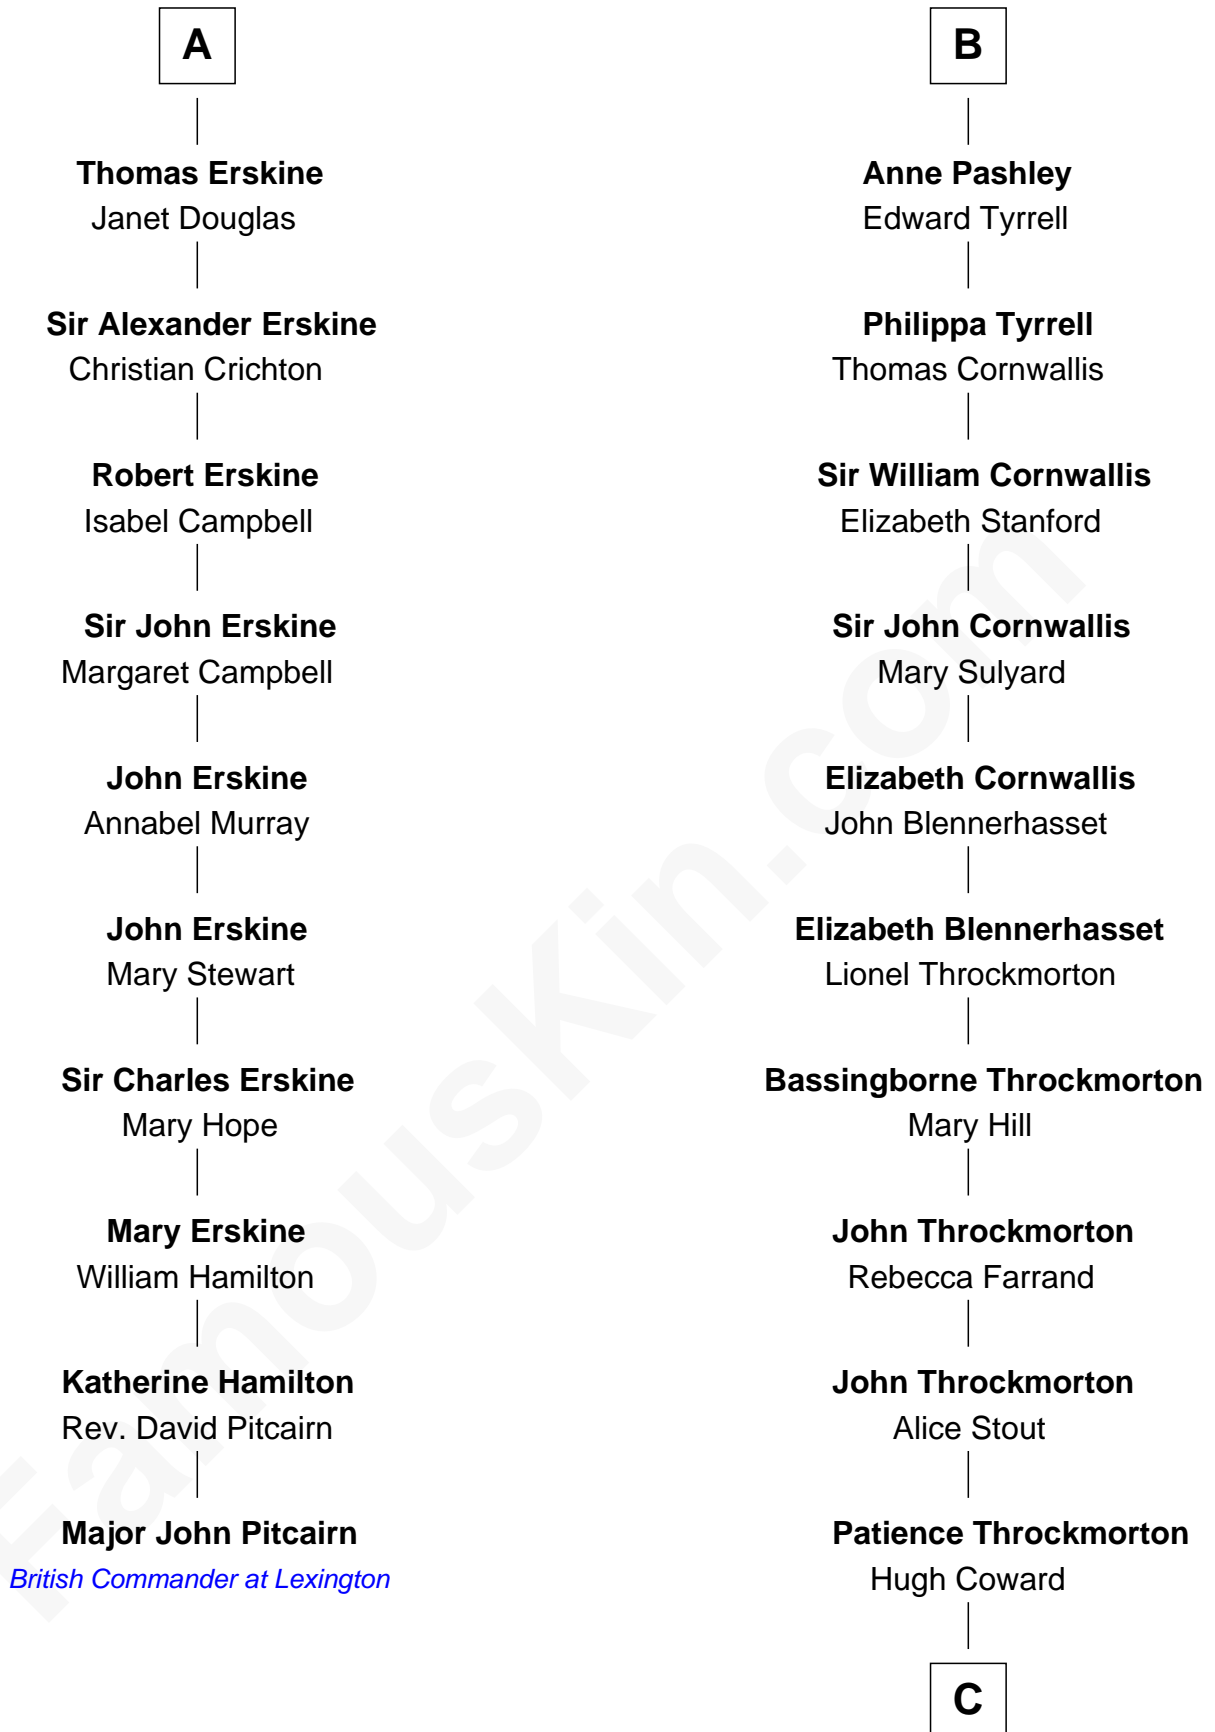 A
Thomas Erskine
Janet Douglas
Sir Alexander Erskine
Christian Crichton
Robert Erskine
Isabel Campbell
Sir John Erskine
Margaret Campbell
John Erskine
Annabel Murray
John Erskine
Mary Stewart
Sir Charles Erskine
Mary Hope
Mary Erskine
William Hamilton
Katherine Hamilton
Rev. David Pitcairn
Major John Pitcairn
British Commander at Lexington
B
Anne Pashley
Edward Tyrrell
Philippa Tyrrell
Thomas Cornwallis
Sir William Cornwallis
Elizabeth Stanford
Sir John Cornwallis
Mary Sulyard
Elizabeth Cornwallis
John Blennerhasset
Elizabeth Blennerhasset
Lionel Throckmorton
Bassingborne Throckmorton
Mary Hill
John Throckmorton
Rebecca Farrand
John Throckmorton
Alice Stout
Patience Throckmorton
Hugh Coward
C
FamousKin.com